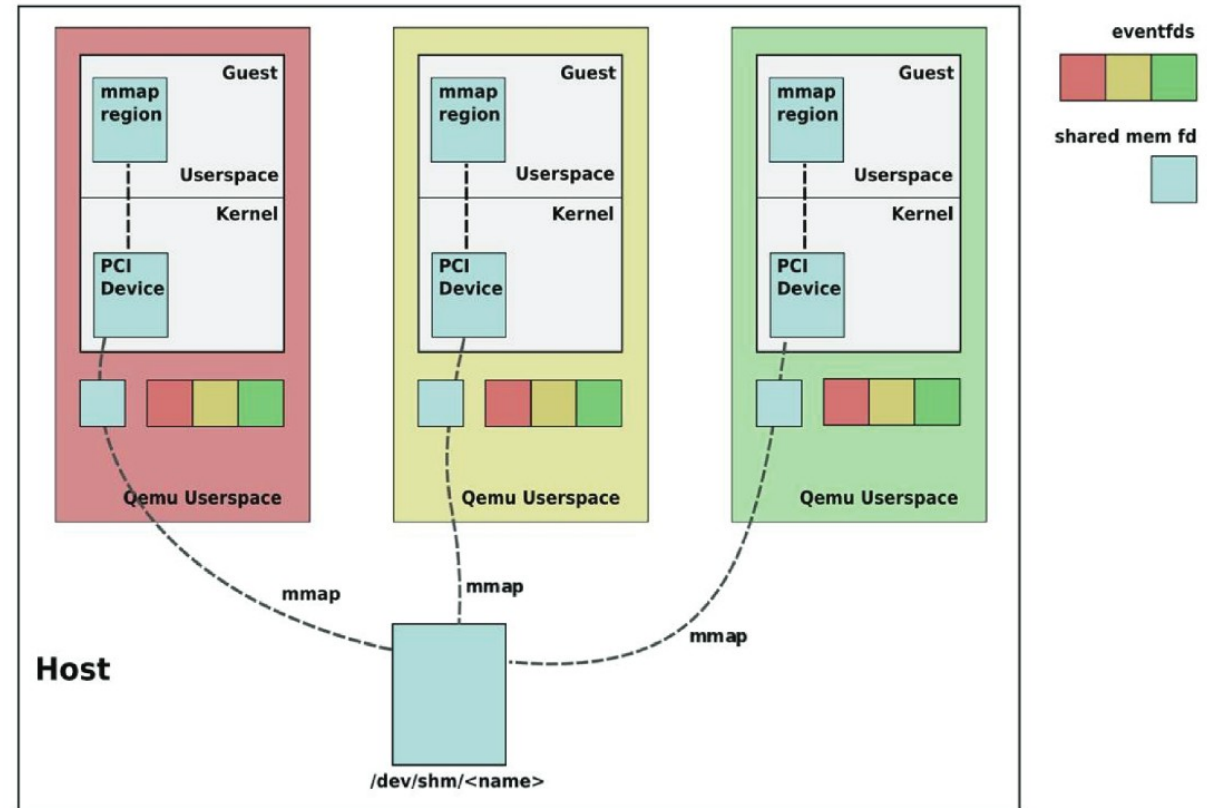 Guest
mmap
region
Userspace
Kernel
PCI
Device
Qemu Userspace
Guest
mmap
region
Userspace
Kernel
PCI
Device
Qemu Userspace
Guest
mmap
region
Userspace
Kernel
PCI
Device
Qemu Userspace
eventfds
shared mem fd
mmap
mmap
mmap
Host
/dev/shm/<name>